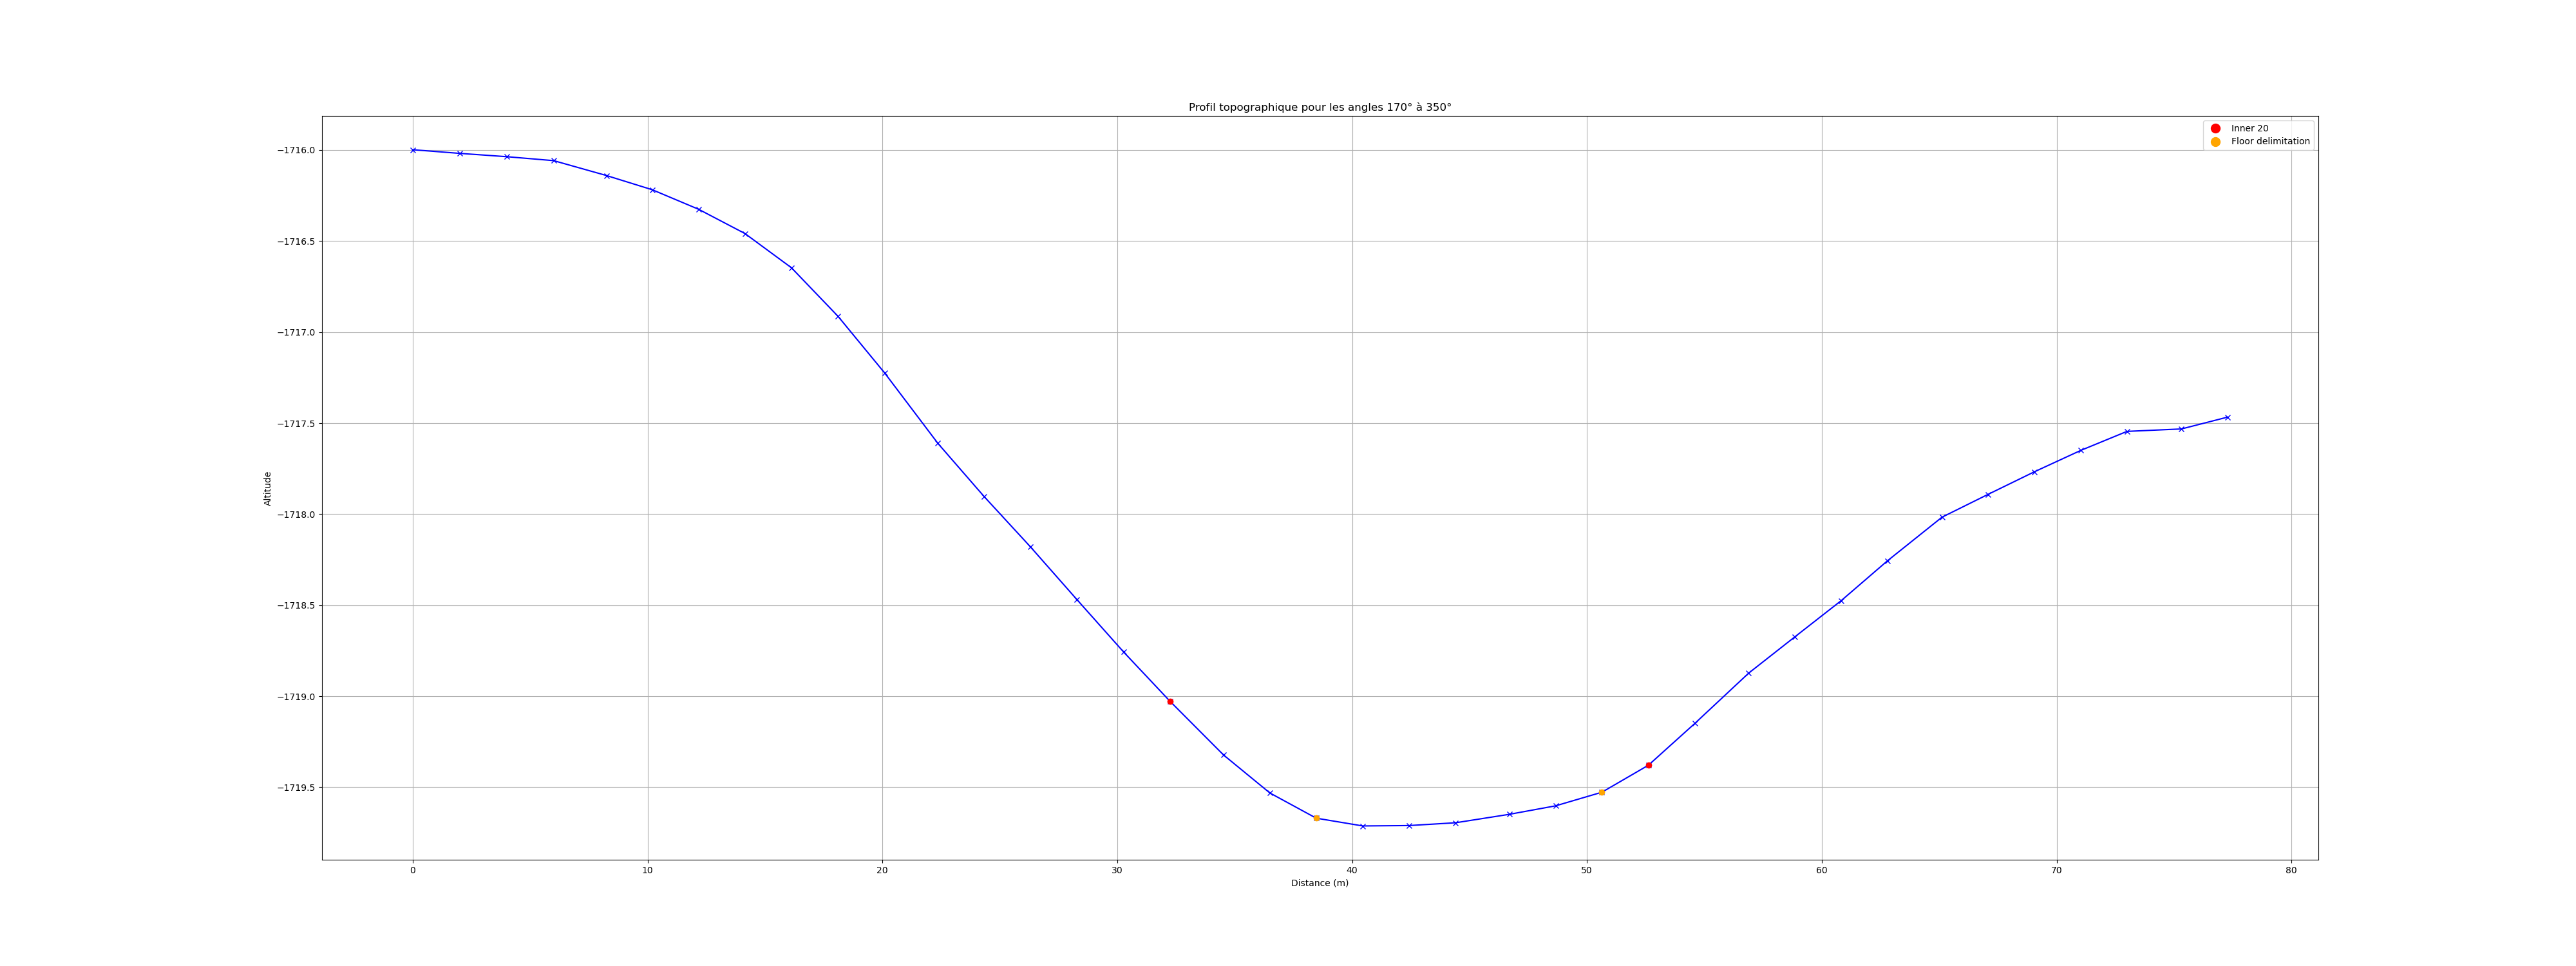 Profil topographique pour les angles 170° à 350°
Inner 20
Floor delimitation
Altitude
−1716.0
−1716.5
−1717.0
−1717.5
−1718.0
−1718.5
−1719.0
−1719.5
0 10 20 30 40 50 60 70 80
Distance (m)